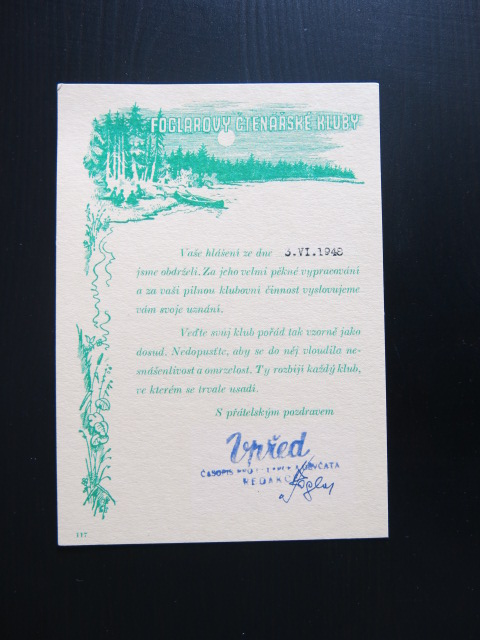 FOGLAROVY ČTENÁŘSKÉ KLUBY
Vaše hlášení ze dne 3.VI.1948
jsme obdrželi. Za jeho velmi pěkné vypracování
a za vaši pilnou klubovní činnost vyslovujeme
vám svoje uznání.
Veďte svůj klub pořád tak vzorně jako
dosud. Nedopusťte, aby se do něj vloudila ne-
snášenlivost a omrzelost. Ty rozbijí každý klub,
ve kterém se trvale usadí.
S přátelským pozdravem
Vpřed
ČASOPIS PRO A DĚVČATA
REDAKCE
Foglar
117